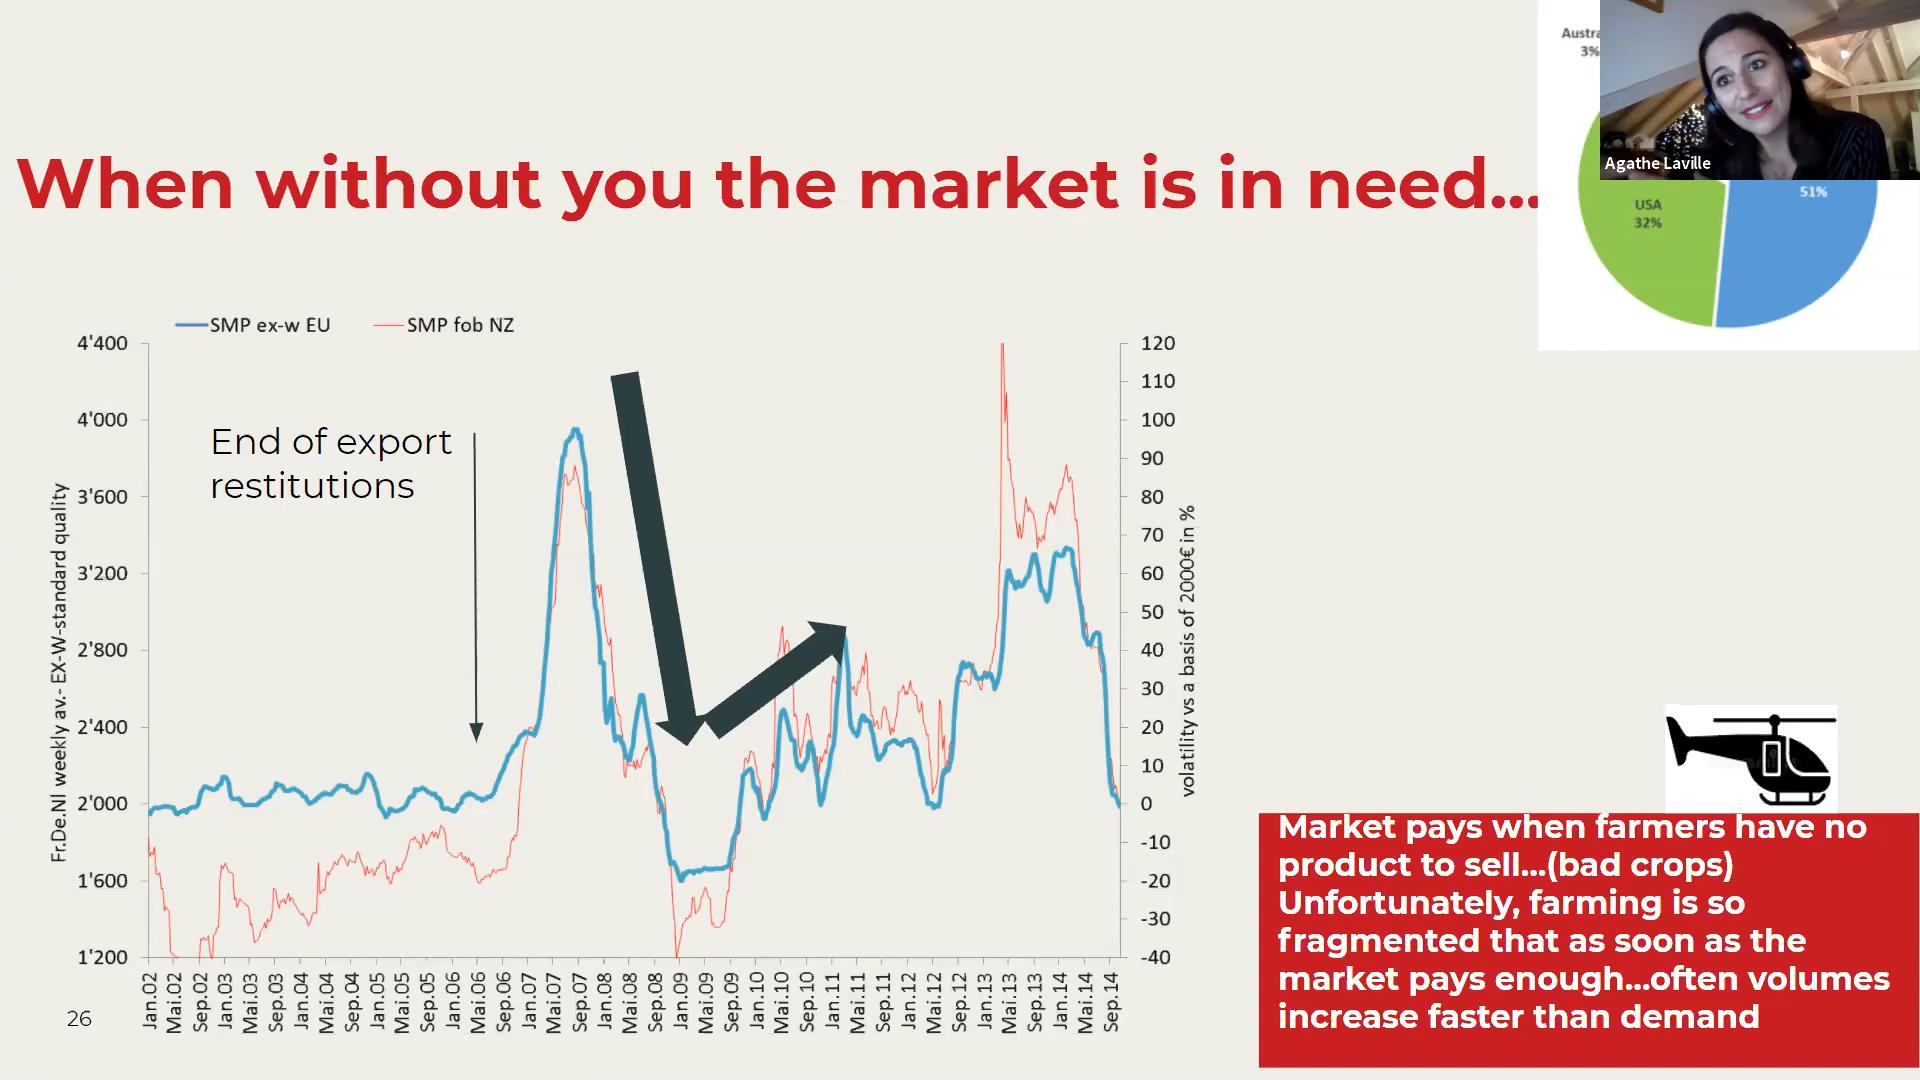 Austra
3%
Agathe Laville
When without you the market is in need...
51%
USA
32%
SMP ex-w EU
SMP fob NZ
4'400
4'000
3'600
3'200
2'800
2'400
2'000
1'600
1'200
Fr.De.Nl weekly av.- EX-W-standard quality
End of export
restitutions
120
110
100
90
80
70
60
50
40
30
20
10
0
-10
-20
-30
-40
volatility vs a basis of 2000€ in %
Jan.02
Mai.02
Sep.02
Jan.03
Mai.03
Sep.03
Jan.04
Mai.04
Sep.04
Jan.05
Mai.05
Sep.05
Jan.06
Mai.06
Sep.06
Jan.07
Mai.07
Sep.07
Jan.08
Mai.08
Sep.08
Jan.09
Mai.09
Sep.09
Jan.10
Mai.10
Sep.10
Jan.11
Mai.11
Sep.11
Jan.12
Mai.12
Sep.12
Jan.13
Mai.13
Sep.13
Jan.14
Mai.14
Sep.14
Market pays when farmers have no
product to sell...(bad crops)
Unfortunately, farming is so
fragmented that as soon as the
market pays enough...often volumes
increase faster than demand
26